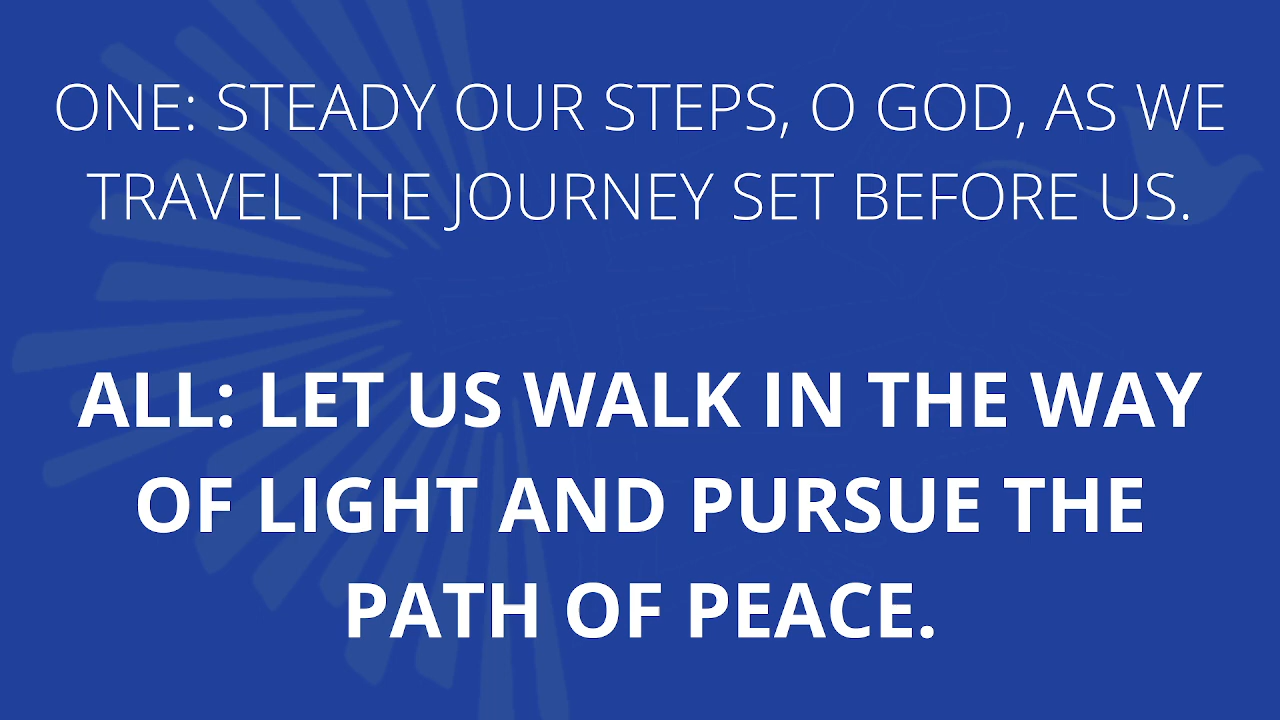 ONE: STEADY OUR STEPS, O GOD, AS WE
TRAVEL THE JOURNEY SET BEFORE US.
ALL: LET US WALK IN THE WAY
OF LIGHT AND PURSUE THE
PATH OF PEACE.